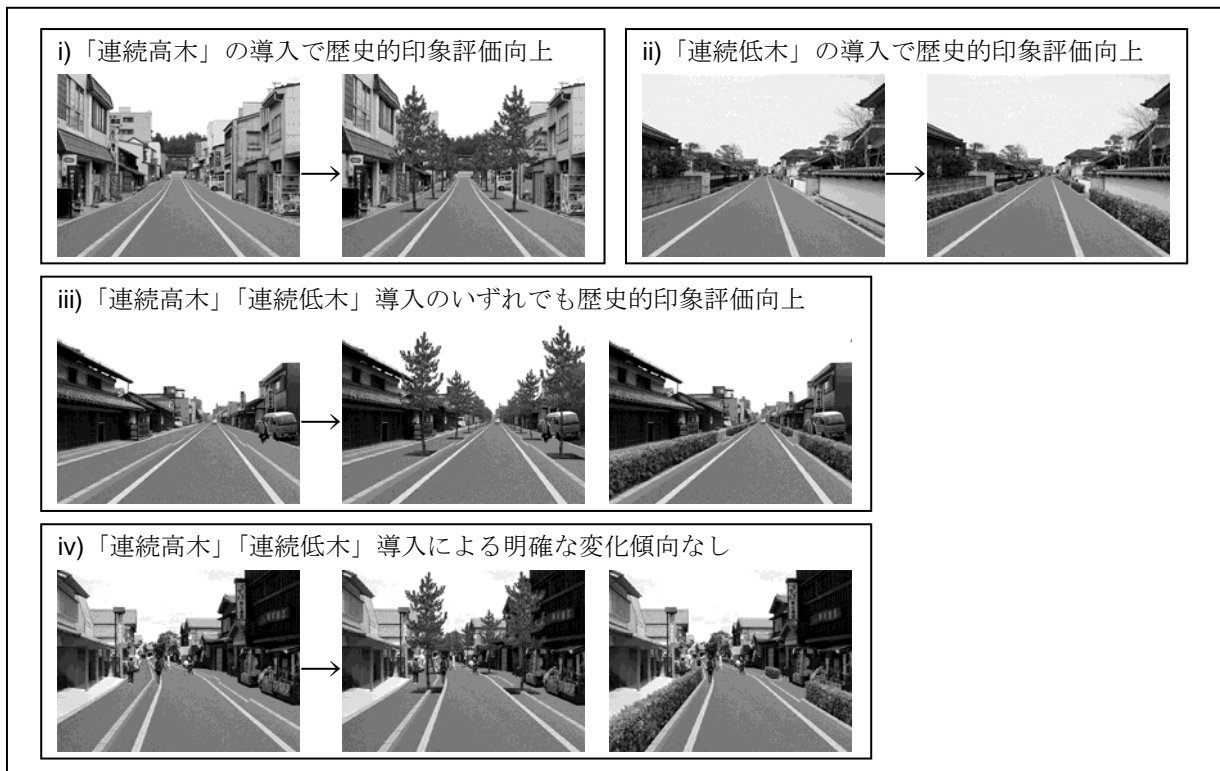 i)「連続高木」の導入で歴史的印象評価向上
ii)「連続低木」の導入で歴史的印象評価向上
iii)「連続高木」「連続低木」導入のいずれでも歴史的印象評価向上
iv)「連続高木」「連続低木」導入による明確な変化傾向なし